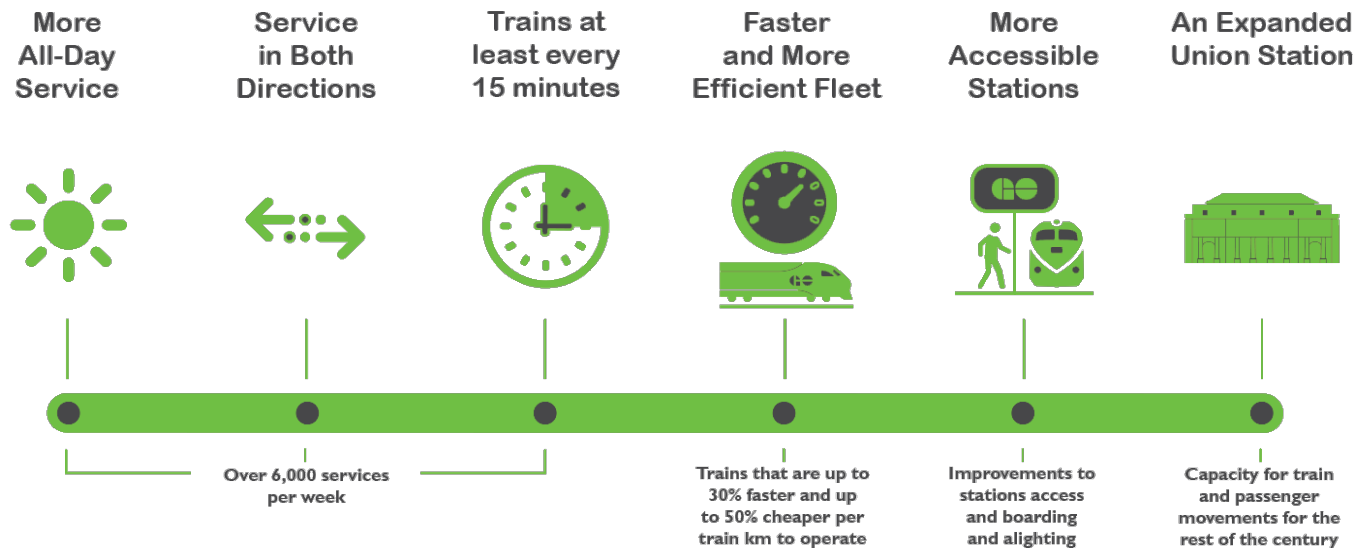 More
All-Day
Service
Service
in Both
Directions
Trains at
least every
15 minutes
Faster
and More
Efficient Fleet
More
Accessible
Stations
An Expanded
Union Station
GO
GO
Over 6,000 services
per week
Trains that are up to
30% faster and up
to 50% cheaper per
train km to operate
Improvements to
stations access
and boarding
and alighting
Capacity for train
and passenger
movements for the
rest of the century